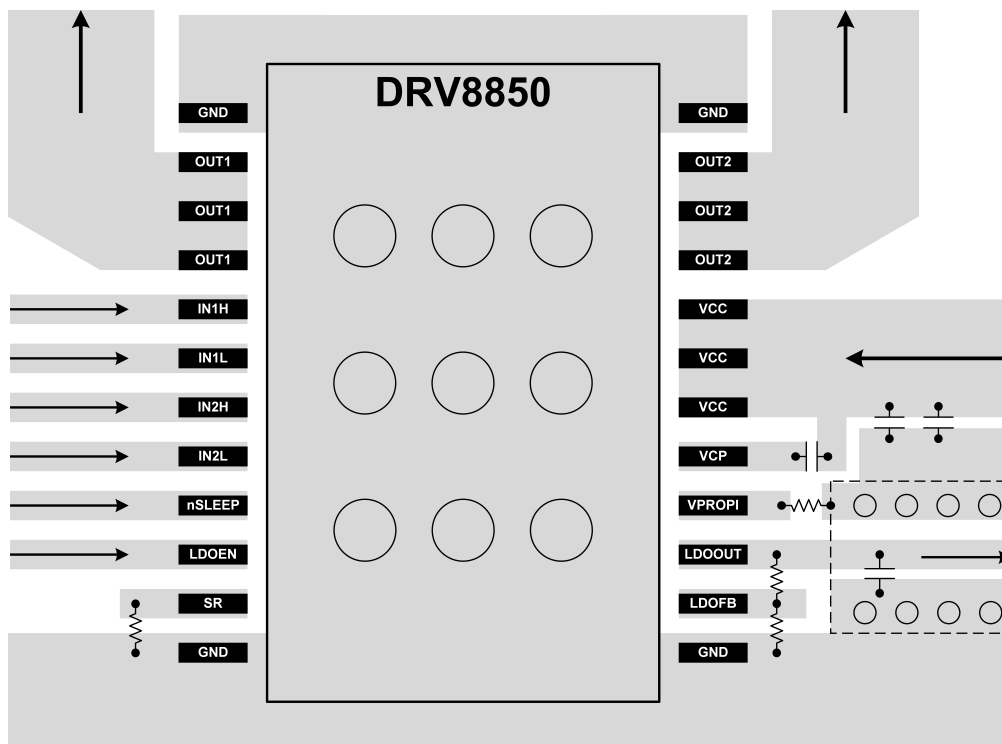 DRV8850
GND
GND
OUT1
OUT2
OUT1
OUT2
OUT1
OUT2
IN1H
VCC
IN1L
VCC
IN2H
VCC
IN2L
VCP
nSLEEP
VPROPI
LDOEN
LDOOUT
SR
LDOFB
GND
GND